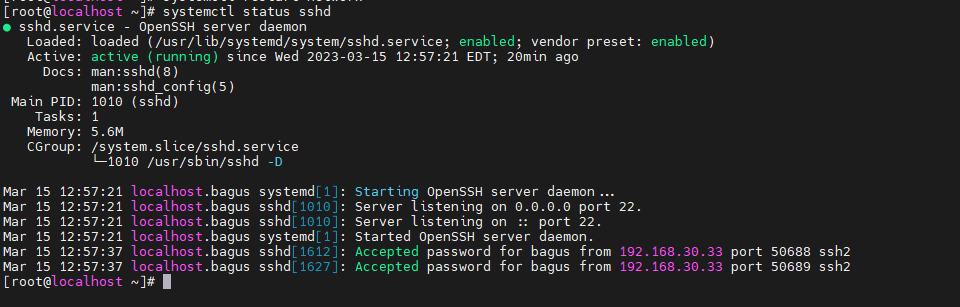 [root@localhost ~]# systemctl restart network
[root@localhost ~]# systemctl status sshd
● sshd.service - OpenSSH server daemon
   Loaded: loaded (/usr/lib/systemd/system/sshd.service; enabled; vendor preset: enabled)
   Active: active (running) since Wed 2023-03-15 12:57:21 EDT; 20min ago
     Docs: man:sshd(8)
           man:sshd_config(5)
 Main PID: 1010 (sshd)
    Tasks: 1
   Memory: 5.6M
   CGroup: /system.slice/sshd.service
           └─1010 /usr/sbin/sshd -D
Mar 15 12:57:21 localhost.bagus systemd[1]: Starting OpenSSH server daemon...
Mar 15 12:57:21 localhost.bagus sshd[1010]: Server listening on 0.0.0.0 port 22.
Mar 15 12:57:21 localhost.bagus sshd[1010]: Server listening on :: port 22.
Mar 15 12:57:21 localhost.bagus systemd[1]: Started OpenSSH server daemon.
Mar 15 12:57:37 localhost.bagus sshd[1612]: Accepted password for bagus from 192.168.30.33 port 50688 ssh2
Mar 15 12:57:37 localhost.bagus sshd[1627]: Accepted password for bagus from 192.168.30.33 port 50689 ssh2
[root@localhost ~]#